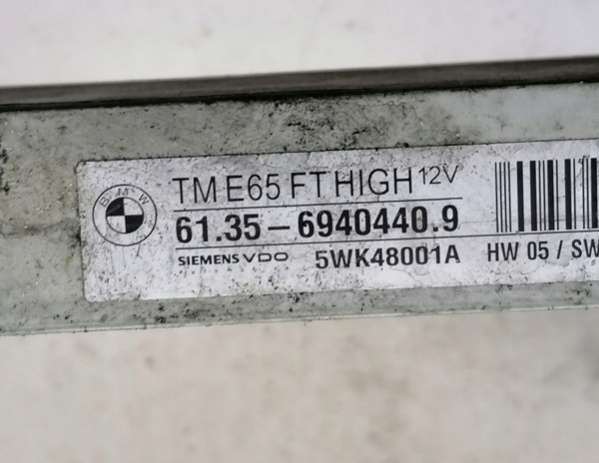 BMW
TM E65 FT HIGH 12V
61.35-6940440.9
SIEMENS VDO 5WK48001A HW 05 / SW